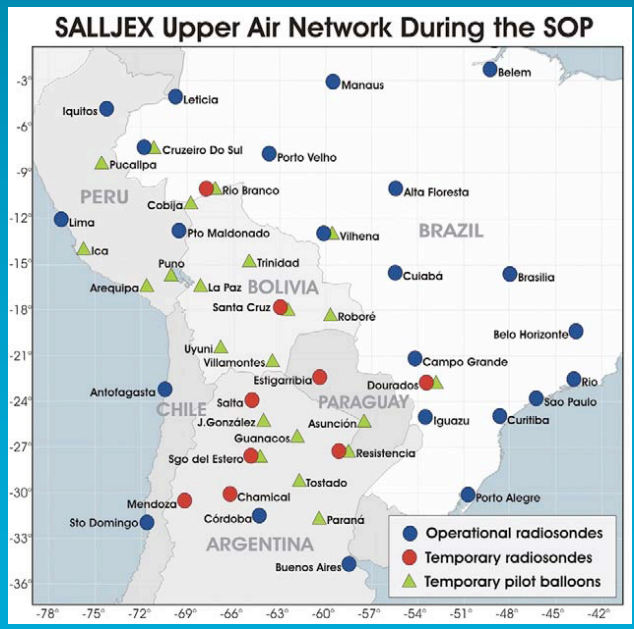 SALLJEX Upper Air Network During the SOP
-3°
-6°
-9°
-12°
-15°
-18°
-21°
-24°
-27°
-30°
-33°
-36°
Belem
Manaus
Leticia
Iquitos
Cruzeiro Do Sul
Porto Velho
Pucallpa
Rio Branco
Alta Floresta
PERU
Cobija
Lima
Pto Maldonado
Vilhena
BRAZIL
Ica
Puno
Trinidad
Cuiabá
Brasilia
Arequipa
La Paz
BOLIVIA
Santa Cruz
Roboré
Belo Horizonte
Uyuni
Villamontes
Campo Grande
Estigarribia
Dourados
Rio
Antofagasta
Salta
PARAGUAY
Sao Paulo
CHILE
J.González
Asunción
Iguazu
Curitiba
Guanacos
Sgo del Estero
Resistencia
Tostado
Chamical
Mendoza
Porto Alegre
Sto Domingo
Córdoba
Paraná
ARGENTINA
Buenos Aires
Operational radiosondes
Temporary radiosondes
Temporary pilot balloons
-78° -75° -72° -69° -66° -63° -60° -57° -54° -51° -48° -45° -42°